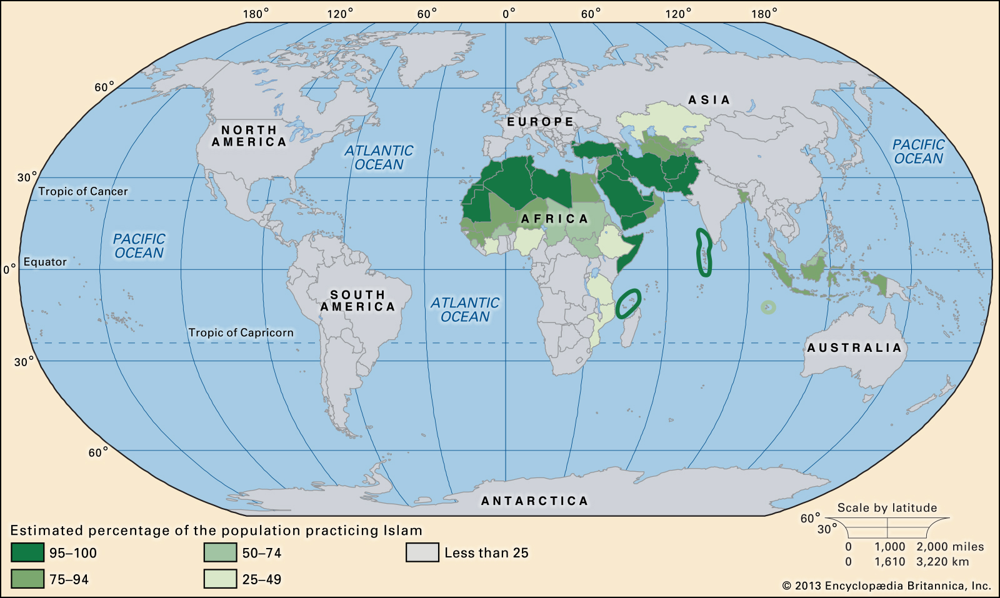 180° 120° 60° 0° 60° 120° 180°
60°
ASIA
EUROPE
NORTH
AMERICA
ATLANTIC
OCEAN
PACIFIC
OCEAN
30°
Tropic of Cancer
AFRICA
PACIFIC
OCEAN
Equator
0°
SOUTH
AMERICA
ATLANTIC
OCEAN
Tropic of Capricorn
AUSTRALIA
30°
60°
ANTARCTICA
Scale by latitude
60°
30°
0 1,000 2,000 miles
0 1,610 3,220 km
Estimated percentage of the population practicing Islam
95–100
75–94
50–74
25–49
Less than 25
© 2013 Encyclopædia Britannica, Inc.